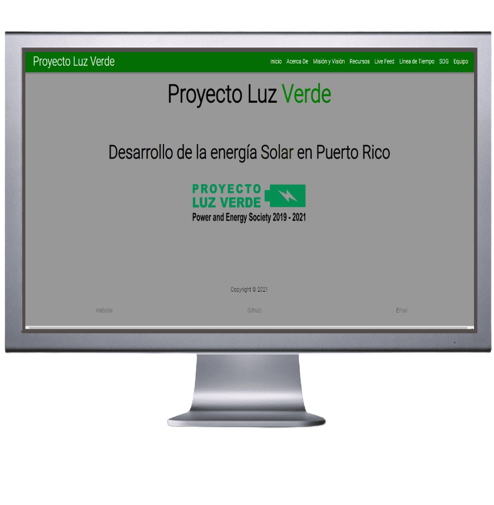 Proyecto Luz Verde
Inicio Acerca De Misión y Visión Recursos Live Feed Línea de Tiempo SDG Equipo
Proyecto Luz Verde
Desarrollo de la energía Solar en Puerto Rico
PROYECTO
LUZ VERDE
Power and Energy Society 2019 - 2021
Copyright © 2021
Website Github Email